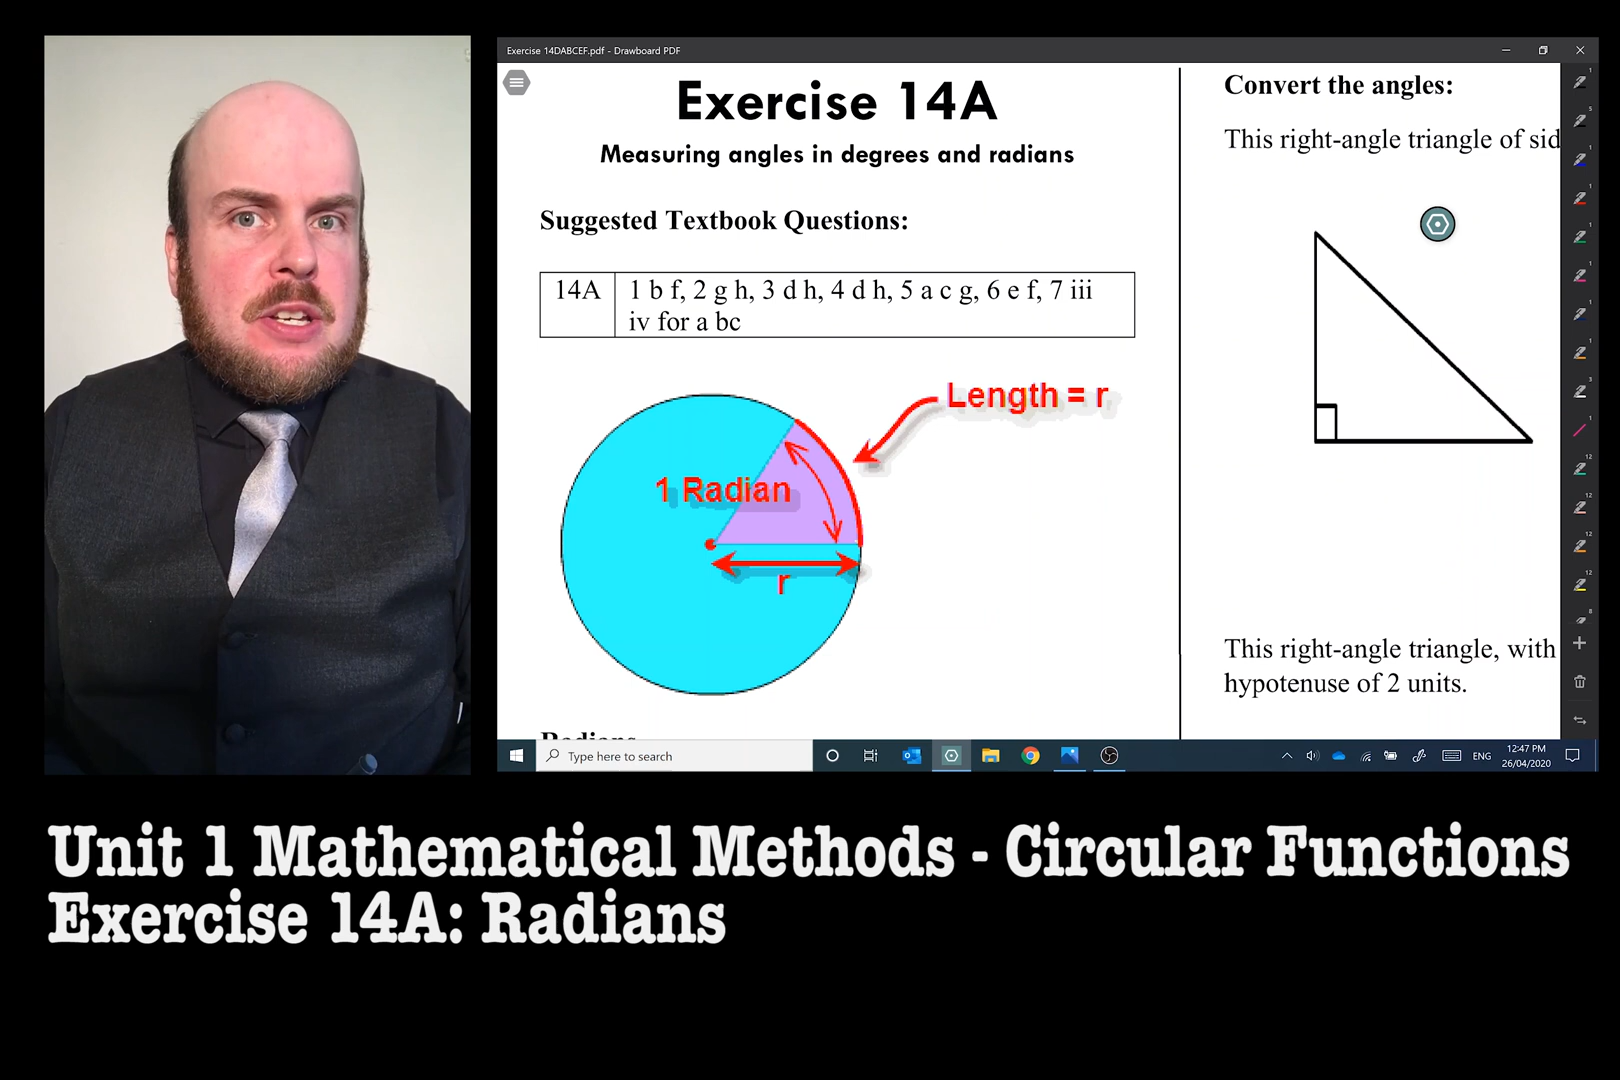 Exercise 14DABCEF.pdf - Drawboard PDF
Exercise 14A
Measuring angles in degrees and radians
Suggested Textbook Questions:
14A
1 b f, 2 g h, 3 d h, 4 d h, 5 a c g, 6 e f, 7 iii
iv for a bc
Length = r
1 Radian
r
Radians
Convert the angles:
This right-angle triangle of sid
This right-angle triangle, with
hypotenuse of 2 units.
Type here to search
ENG
12:47 PM
26/04/2020
Unit 1 Mathematical Methods - Circular Functions
Exercise 14A: Radians